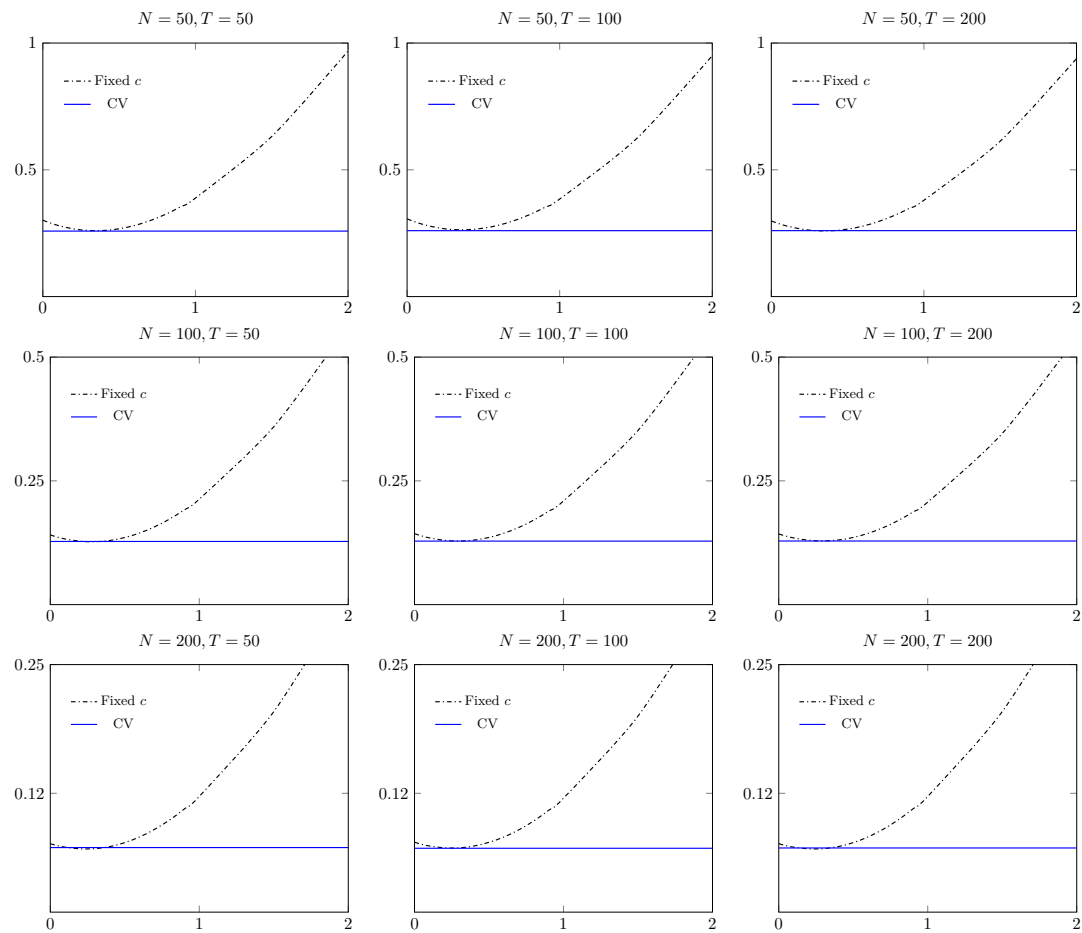 N = 50, T = 50
N = 50, T = 100
N = 50, T = 200
1
Fixed c
CV
0.5
0 1 2
1
Fixed c
CV
0.5
0 1 2
1
Fixed c
CV
0.5
0 1 2
N = 100, T = 50
N = 100, T = 100
N = 100, T = 200
0.5
Fixed c
CV
0.25
0 1 2
0.5
Fixed c
CV
0.25
0 1 2
0.5
Fixed c
CV
0.25
0 1 2
N = 200, T = 50
N = 200, T = 100
N = 200, T = 200
0.25
Fixed c
CV
0.12
0 1 2
0.25
Fixed c
CV
0.12
0 1 2
0.25
Fixed c
CV
0.12
0 1 2